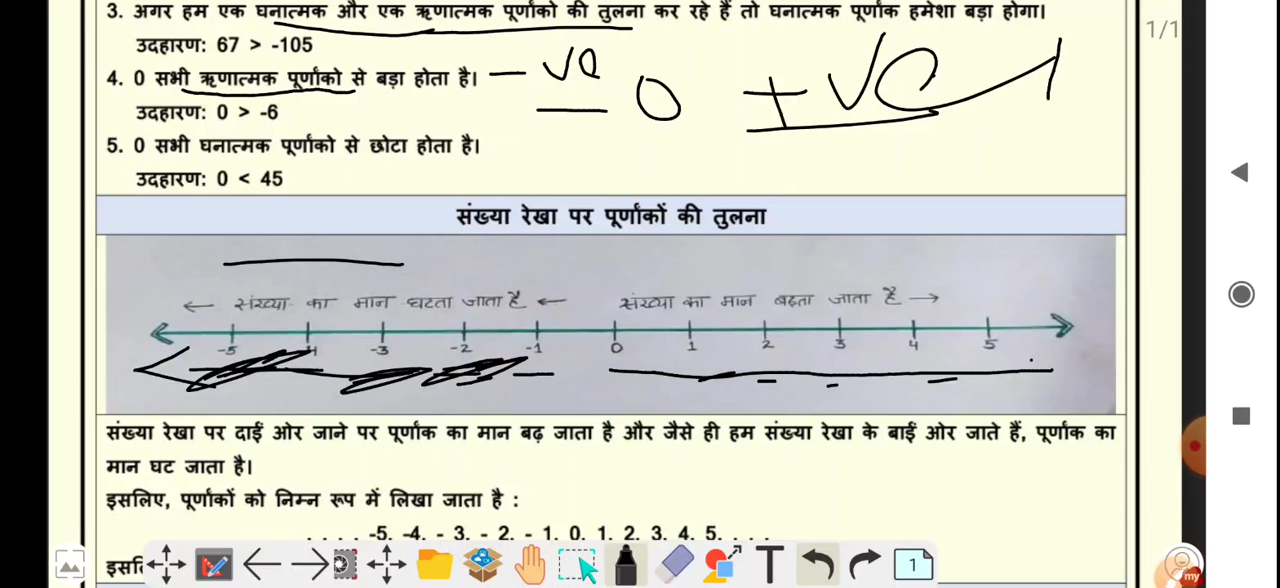 3. अगर हम एक घनात्मक और एक ऋणात्मक पूर्णांको की तुलना कर रहे हैं तो घनात्मक पूर्णांक हमेशा बड़ा होगा।
1/1
उदहारण: 67 > -105
4. 0 सभी ऋणात्मक पूर्णांको से बड़ा होता है। -ve 0 +ve
उदहारण: 0 > -6
5. 0 सभी घनात्मक पूर्णांको से छोटा होता है।
उदहारण: 0 < 45
संख्या रेखा पर पूर्णांकों की तुलना
← संख्या का मान घटता जाता है ← संख्या का मान बढ़ता जाता है →
-5 -4 -3 -2 -1 0 1 2 3 4 5
संख्या रेखा पर दाईं ओर जाने पर पूर्णांक का मान बढ़ जाता है और जैसे ही हम संख्या रेखा के बाईं ओर जाते हैं, पूर्णांक का
मान घट जाता है।
इसलिए, पूर्णांकों को निम्न रूप में लिखा जाता है :
. . . . -5, -4, - 3, - 2, - 1, 0, 1, 2, 3, 4, 5, . . .
T 1
my